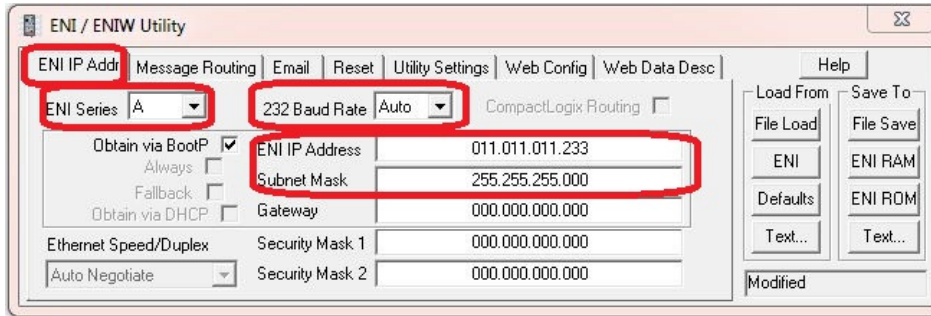 ENI / ENIW Utility
ENI IP Addr Message Routing Email Reset Utility Settings Web Config Web Data Desc Help
ENI Series A 232 Baud Rate Auto CompactLogix Routing Load From Save To
Obtain via BootP ENI IP Address 011.011.011.233 File Load File Save
Always
Fallback Subnet Mask 255.255.255.000 ENI ENI RAM
Obtain via DHCP Gateway 000.000.000.000 Defaults ENI ROM
Ethernet Speed/Duplex Security Mask 1 000.000.000.000 Text... Text...
Auto Negotiate Security Mask 2 000.000.000.000 Modified